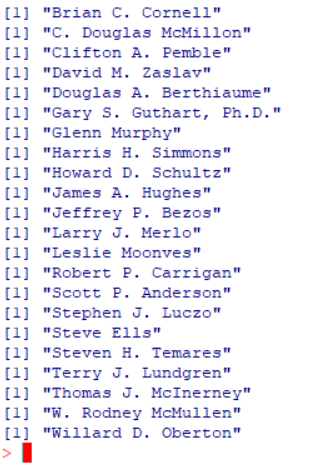 [1] "Brian C. Cornell"
[1] "C. Douglas McMillon"
[1] "Clifton A. Pemble"
[1] "David M. Zaslav"
[1] "Douglas A. Berthiaume"
[1] "Gary S. Guthart, Ph.D."
[1] "Glenn Murphy"
[1] "Harris H. Simmons"
[1] "Howard D. Schultz"
[1] "James A. Hughes"
[1] "Jeffrey P. Bezos"
[1] "Larry J. Merlo"
[1] "Leslie Moonves"
[1] "Robert P. Carrigan"
[1] "Scott P. Anderson"
[1] "Stephen J. Luczo"
[1] "Steve Ells"
[1] "Steven H. Temares"
[1] "Terry J. Lundgren"
[1] "Thomas J. McInerney"
[1] "W. Rodney McMullen"
[1] "Willard D. Oberton"
>